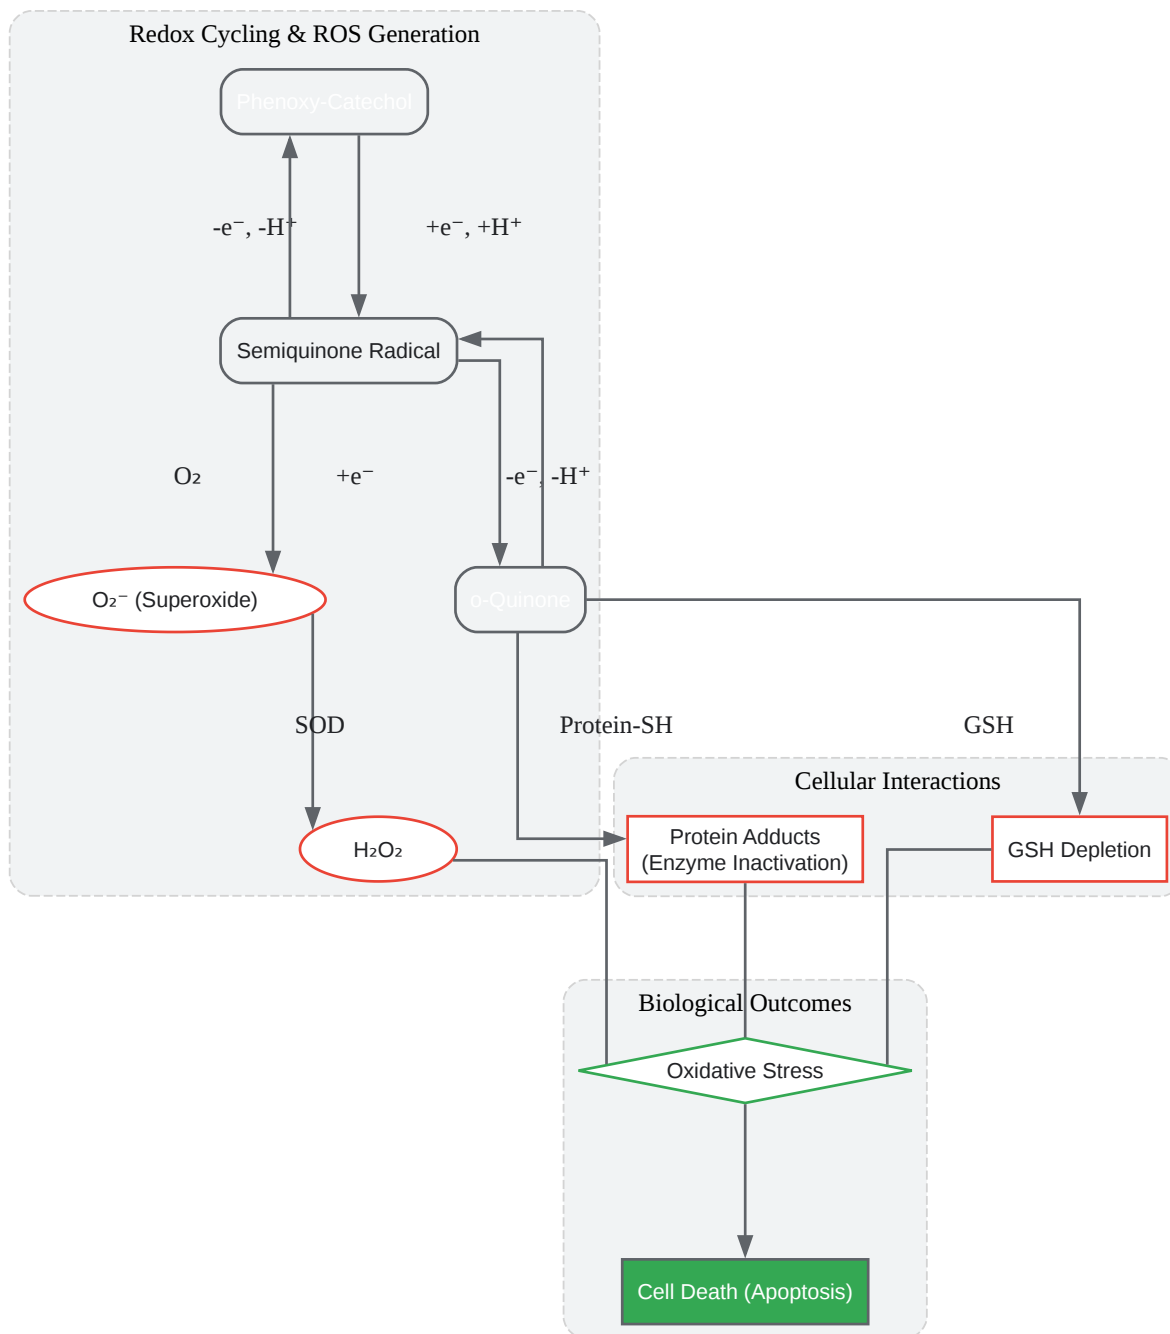 Redox Cycling & ROS Generation
Phenoxy-Catechol
-e⁻, -H⁺
+e⁻, +H⁺
Semiquinone Radical
O₂
+e⁻
-e⁻, -H⁺
O₂⁻ (Superoxide)
o-Quinone
SOD
Protein-SH
GSH
Cellular Interactions
H₂O₂
Protein Adducts
(Enzyme Inactivation)
GSH Depletion
Biological Outcomes
Oxidative Stress
Cell Death (Apoptosis)